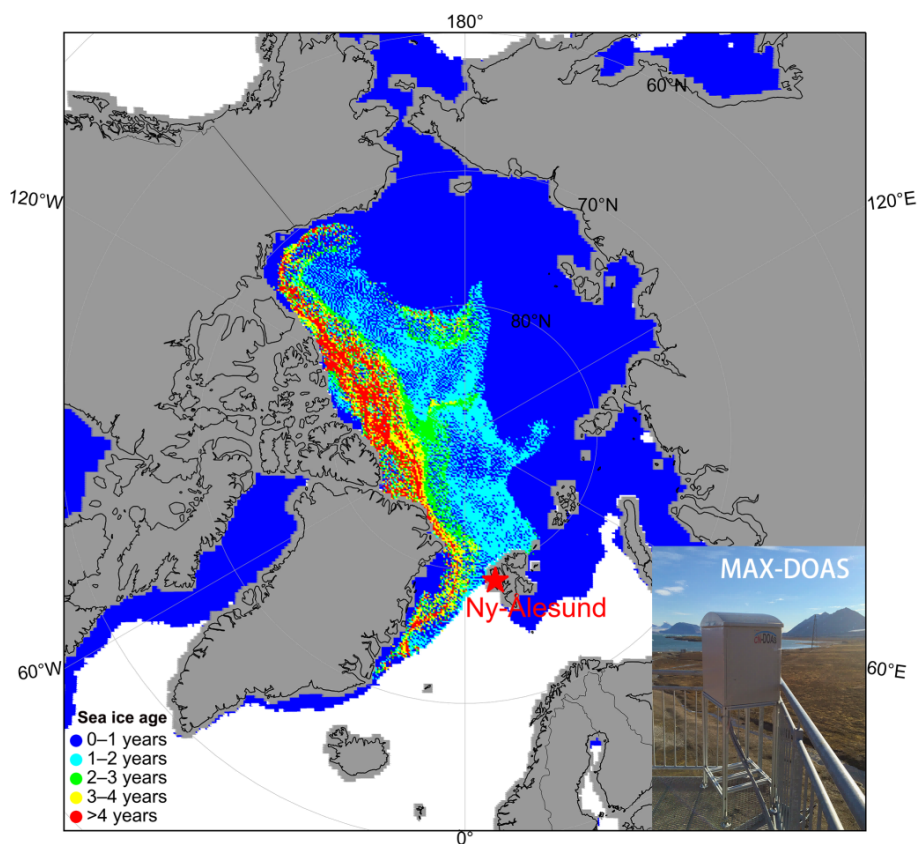 180°
60°N
120°W
120°E
70°N
80°N
MAX-DOAS
Ny-Alesund
60°W
60°E
Sea ice age
0–1 years
1–2 years
2–3 years
3–4 years
>4 years
0°